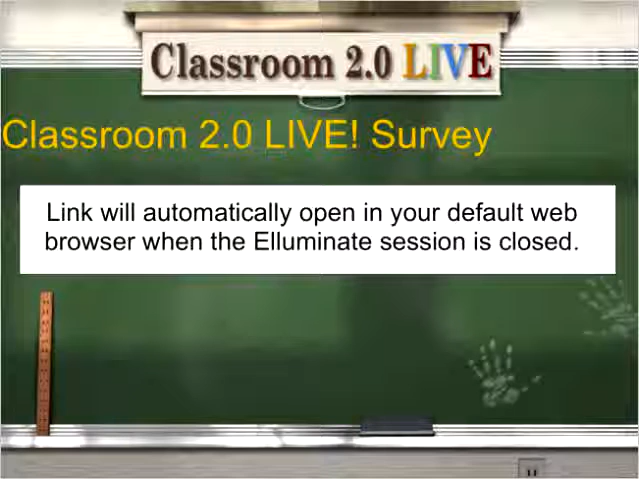 Classroom 2.0 LIVE
Classroom 2.0 LIVE! Survey
Link will automatically open in your default web
browser when the Elluminate session is closed.